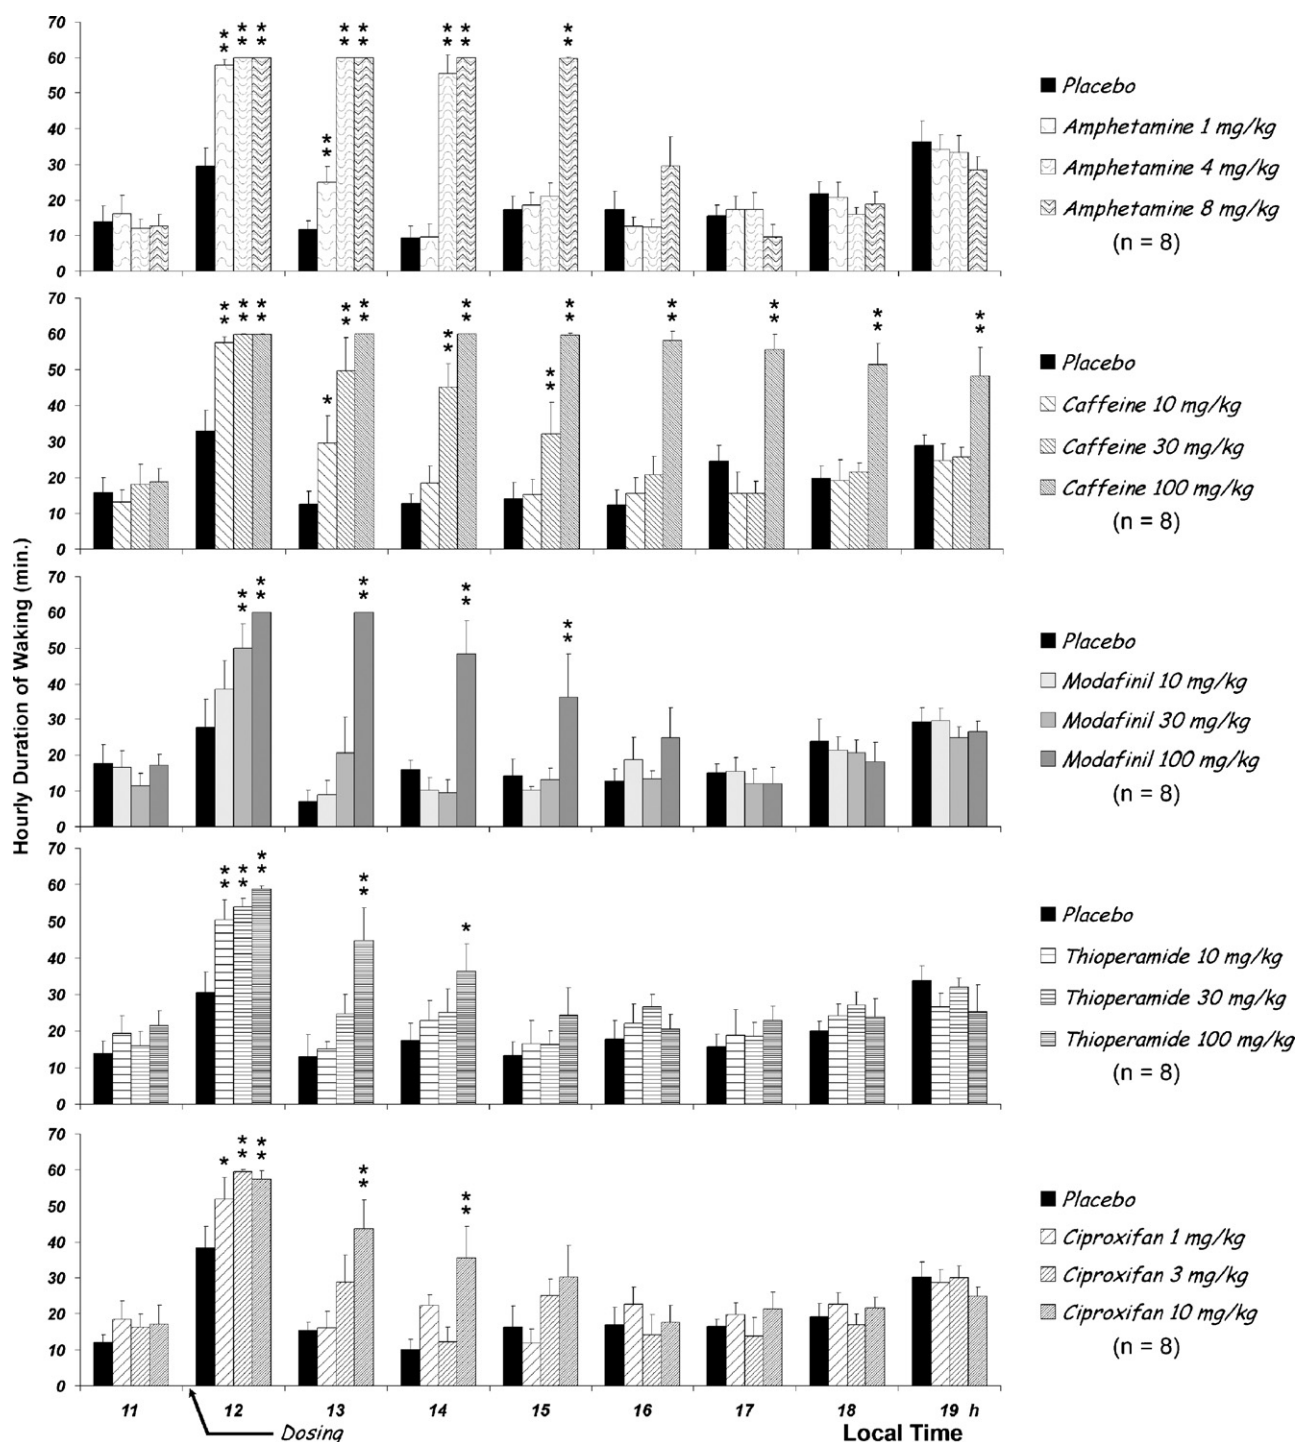 Hourly Duration of Waking (min.)
70
60
50
40
30
20
10
0
** ** ** ** ** ** ** ** **
Placebo
Amphetamine 1 mg/kg
Amphetamine 4 mg/kg
Amphetamine 8 mg/kg
(n = 8)
70
60
50
40
30
20
10
0
** ** ** * ** ** ** ** ** ** ** ** ** **
Placebo
Caffeine 10 mg/kg
Caffeine 30 mg/kg
Caffeine 100 mg/kg
(n = 8)
70
60
50
40
30
20
10
0
** ** ** ** **
Placebo
Modafinil 10 mg/kg
Modafinil 30 mg/kg
Modafinil 100 mg/kg
(n = 8)
70
60
50
40
30
20
10
0
** ** ** ** *
Placebo
Thioperamide 10 mg/kg
Thioperamide 30 mg/kg
Thioperamide 100 mg/kg
(n = 8)
70
60
50
40
30
20
10
0
* ** ** ** **
Placebo
Ciproxifan 1 mg/kg
Ciproxifan 3 mg/kg
Ciproxifan 10 mg/kg
(n = 8)
11 12 13 14 15 16 17 18 19 h
Dosing
Local Time